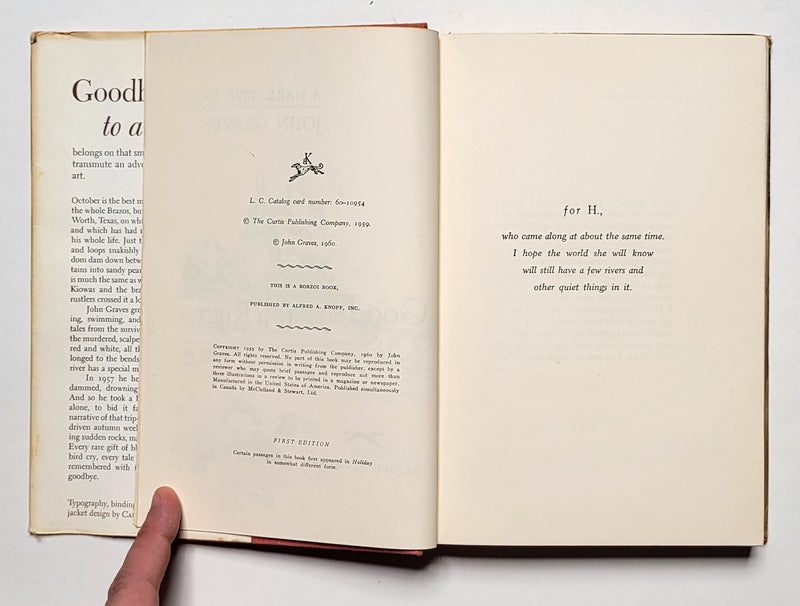 Goodb
to a
belongs on that sm
transmute an adv
art.
October is the best m
the whole Brazos, bu
Worth, Texas, on wh
and which has had
his whole life. Just t
and loops snakishly
dom dam down betw
tains into sandy pea
is much the same as w
Kiowas and the bra
rustlers crossed it a lo
John Graves gre
ing, swimming, and
tales from the surviv
the murdered, scalpe
red and white, all th
longed to the bends
river has a special m
In 1957 he he
dammed, drowning
And so he took a l
alone, to bid it fa
narrative of that trip
driven autumn weel
ing sudden rocks, ma
Every rare gift of bl
bird cry, every tale
remembered with
goodbye.
Typography, binding
jacket design by CAR
K
L. C. Catalog card number: 60-10954
© The Curtis Publishing Company, 1959.
© John Graves, 1960.
THIS IS A BORZOI BOOK,
PUBLISHED BY ALFRED A. KNOPF, INC.
COPYRIGHT 1959 by The Curtis Publishing Company, 1960 by John
Graves. All rights reserved. No part of this book may be reproduced in
any form without permission in writing from the publisher, except by a
reviewer who may quote brief passages and reproduce not more than
three illustrations in a review to be printed in a magazine or newspaper.
Manufactured in the United States of America. Published simultaneously
in Canada by McClelland & Stewart, Ltd.
FIRST EDITION
Certain passages in this book first appeared in Holiday
in somewhat different form.
for H.,
who came along at about the same time.
I hope the world she will know
will still have a few rivers and
other quiet things in it.